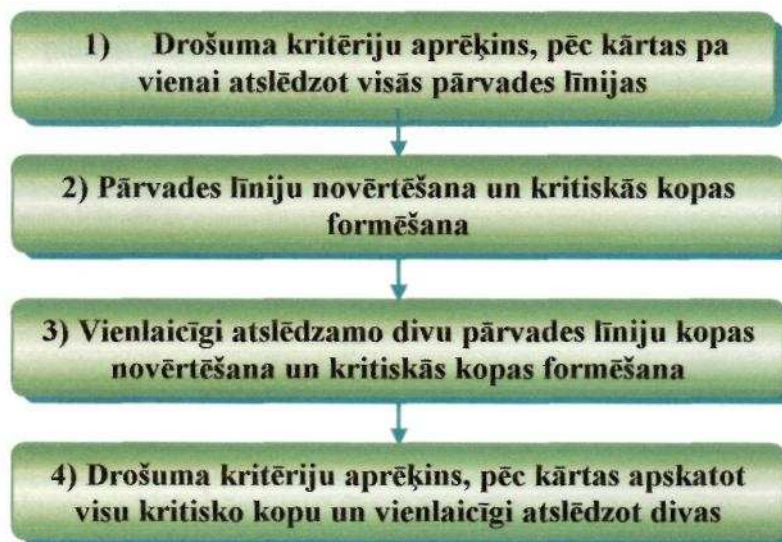 1) Drošuma kritēriju aprēķins, pēc kārtas pa
vienai atslēdzot visās pārvades līnijas
2) Pārvades līniju novērtēšana un kritiskās kopas
formēšana
3) Vienlaicīgi atslēdzamo divu pārvades līniju kopas
novērtēšana un kritiskās kopas formēšana
4) Drošuma kritēriju aprēķins, pēc kārtas apskatot
visu kritisko kopu un vienlaicīgi atslēdzot divas